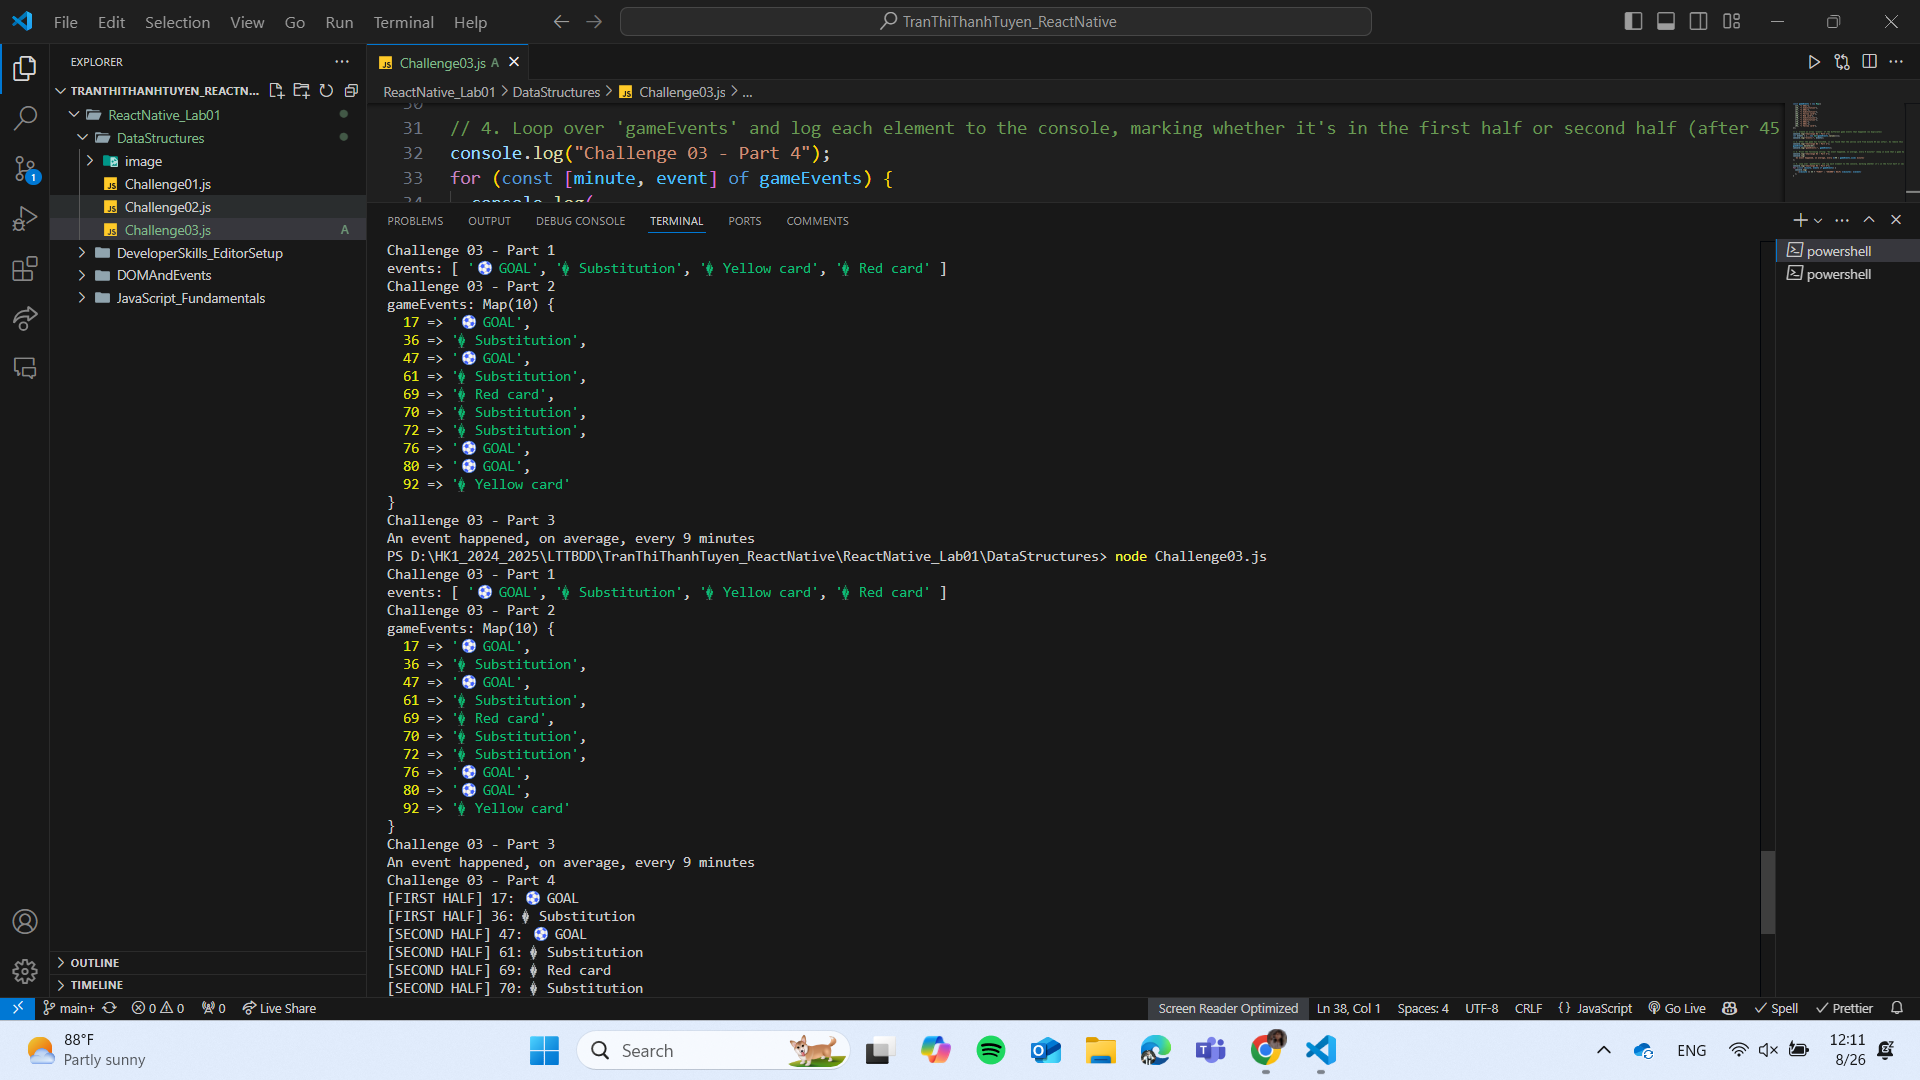 File Edit Selection View Go Run Terminal Help
TranThiThanhTuyen_ReactNative
EXPLORER
TRANTHITHANHTUYEN_REACTN...
ReactNative_Lab01
DataStructures
image
Challenge01.js
Challenge02.js
Challenge03.js A
DeveloperSkills_EditorSetup
DOMAndEvents
JavaScript_Fundamentals
OUTLINE
TIMELINE
Challenge03.js A
ReactNative_Lab01 > DataStructures > Challenge03.js > ...
31 // 4. Loop over 'gameEvents' and log each element to the console, marking whether it's in the first half or second half (after 45
32 console.log("Challenge 03 - Part 4");
33 for (const [minute, event] of gameEvents) {
PROBLEMS OUTPUT DEBUG CONSOLE TERMINAL PORTS COMMENTS
powershell
powershell
Challenge 03 - Part 1
events: [ '⚽ GOAL', '� Substitution', '� Yellow card', '� Red card' ]
Challenge 03 - Part 2
gameEvents: Map(10) {
17 => '⚽ GOAL',
36 => '� Substitution',
47 => '⚽ GOAL',
61 => '� Substitution',
69 => '� Red card',
70 => '� Substitution',
72 => '� Substitution',
76 => '⚽ GOAL',
80 => '⚽ GOAL',
92 => '� Yellow card'
}
Challenge 03 - Part 3
An event happened, on average, every 9 minutes
PS D:\HK1_2024_2025\LTTBDD\TranThiThanhTuyen_ReactNative\ReactNative_Lab01\DataStructures> node Challenge03.js
Challenge 03 - Part 1
events: [ '⚽ GOAL', '� Substitution', '� Yellow card', '� Red card' ]
Challenge 03 - Part 2
gameEvents: Map(10) {
17 => '⚽ GOAL',
36 => '� Substitution',
47 => '⚽ GOAL',
61 => '� Substitution',
69 => '� Red card',
70 => '� Substitution',
72 => '� Substitution',
76 => '⚽ GOAL',
80 => '⚽ GOAL',
92 => '� Yellow card'
}
Challenge 03 - Part 3
An event happened, on average, every 9 minutes
Challenge 03 - Part 4
[FIRST HALF] 17: ⚽ GOAL
[FIRST HALF] 36: � Substitution
[SECOND HALF] 47: ⚽ GOAL
[SECOND HALF] 61: � Substitution
[SECOND HALF] 69: � Red card
[SECOND HALF] 70: � Substitution
main+ 0 0 0 Live Share
Screen Reader Optimized Ln 38, Col 1 Spaces: 4 UTF-8 CRLF {} JavaScript Go Live Spell Prettier
88°F
Partly sunny
Search
ENG
12:11
8/26